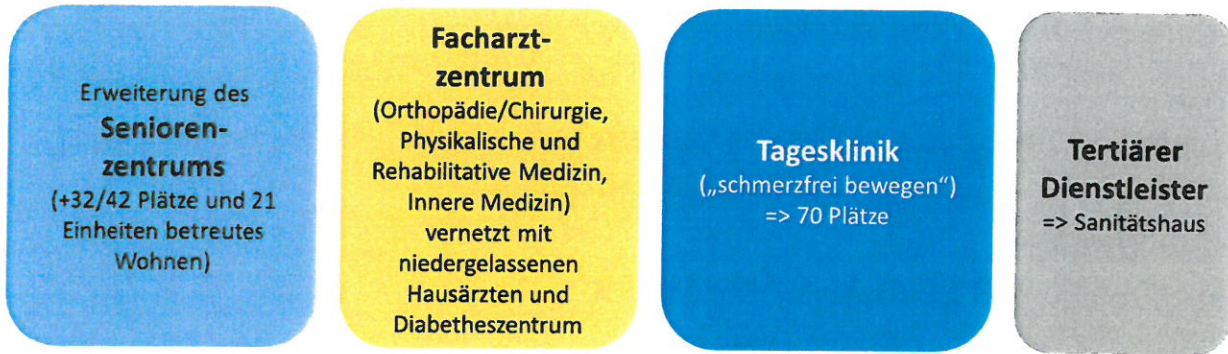 Erweiterung des
Senioren-
zentrums
(+32/42 Plätze und 21
Einheiten betreutes
Wohnen)
Facharzt-
zentrum
(Orthopädie/Chirurgie,
Physikalische und
Rehabilitative Medizin,
Innere Medizin)
vernetzt mit
niedergelassenen
Hausärzten und
Diabetheszentrum
Tagesklinik
(„schmerzfrei bewegen“)
=> 70 Plätze
Tertiärer
Dienstleister
=> Sanitätshaus